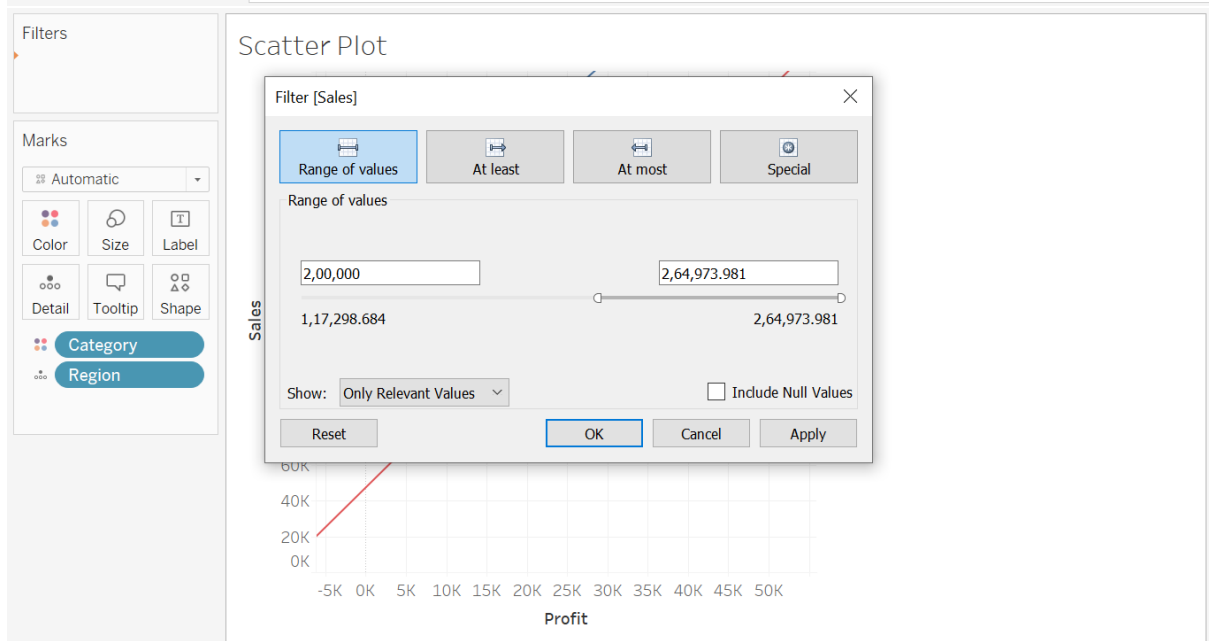 Filters
Scatter Plot
Filter [Sales]
Marks
Range of values
At least
At most
Special
Automatic
Range of values
Color
Size
T
Label
2,00,000
2,64,973.981
Detail
Tooltip
Shape
Sales
1,17,298.684
2,64,973.981
Category
Region
Show:
Only Relevant Values
Include Null Values
Reset
OK
Cancel
Apply
60K
40K
20K
0K
-5K 0K 5K 10K 15K 20K 25K 30K 35K 40K 45K 50K
Profit